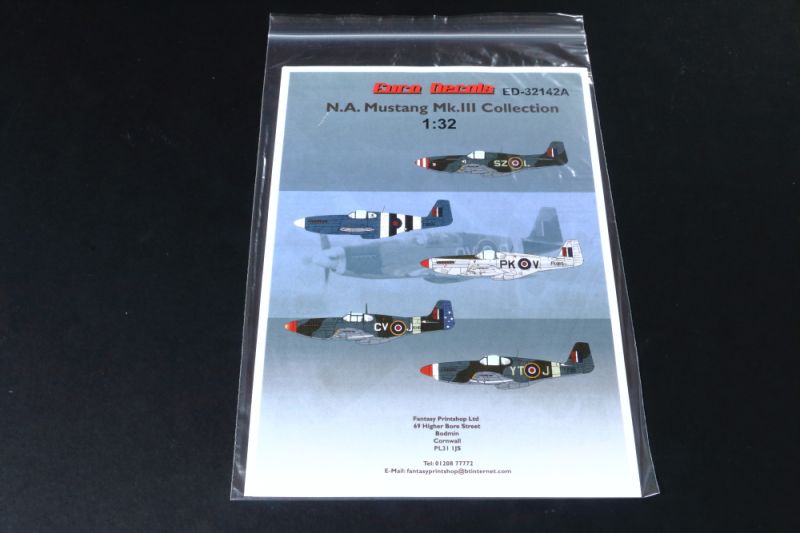 Euro Decals ED-32142A
N.A. Mustang Mk.III Collection
1:32
SZ L
PK V
CV J
YT J
Fantasy Printshop Ltd
69 Higher Bore Street
Bodmin
Cornwall
PL31 1JS
Tel: 01208 77772
E-Mail: fantasyprintshop@btinternet.com